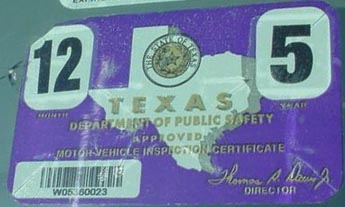 12
5
THE STATE OF TEXAS
MONTH
YEAR
TEXAS
DEPARTMENT OF PUBLIC SAFETY
APPROVED
MOTOR VEHICLE INSPECTION CERTIFICATE
W05360023
DIRECTOR